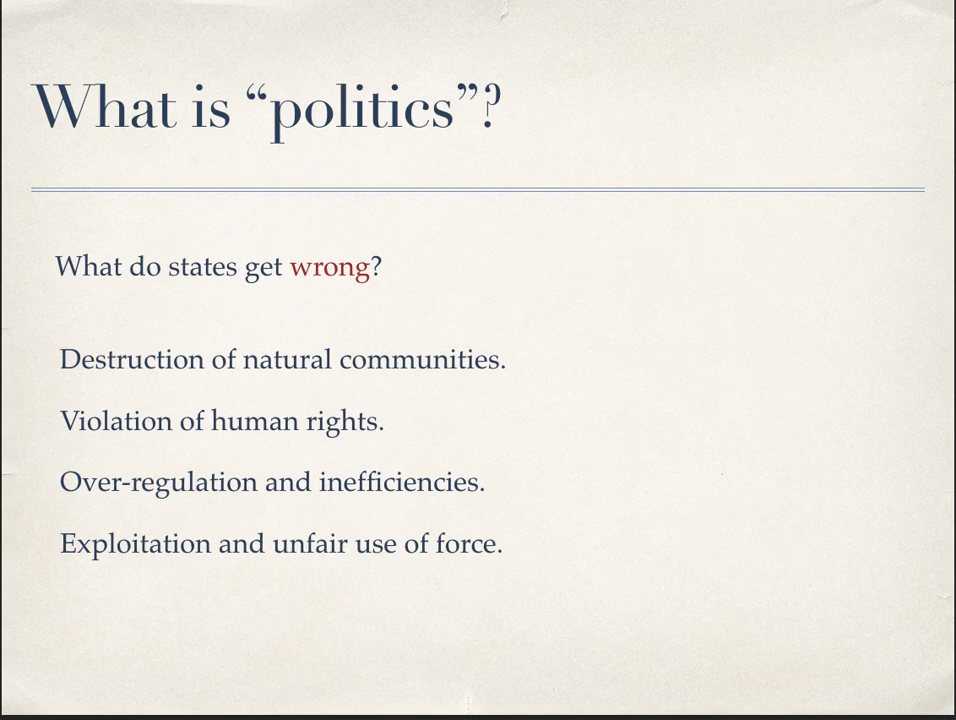 What is “politics”?
What do states get wrong?
Destruction of natural communities.
Violation of human rights.
Over-regulation and inefficiencies.
Exploitation and unfair use of force.